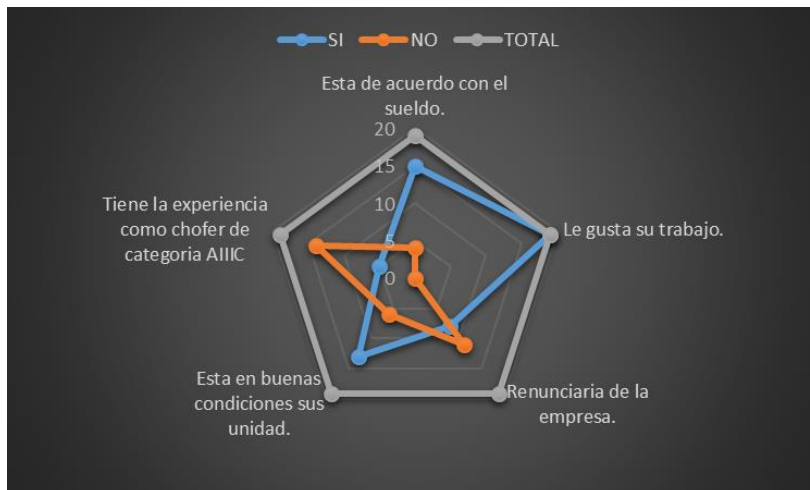 SI NO TOTAL
Esta de acuerdo con el
sueldo.
20
15
10
5
0
Le gusta su trabajo.
Renunciaria de la
empresa.
Esta en buenas
condiciones sus
unidad.
Tiene la experiencia
como chofer de
categoria AIIIC